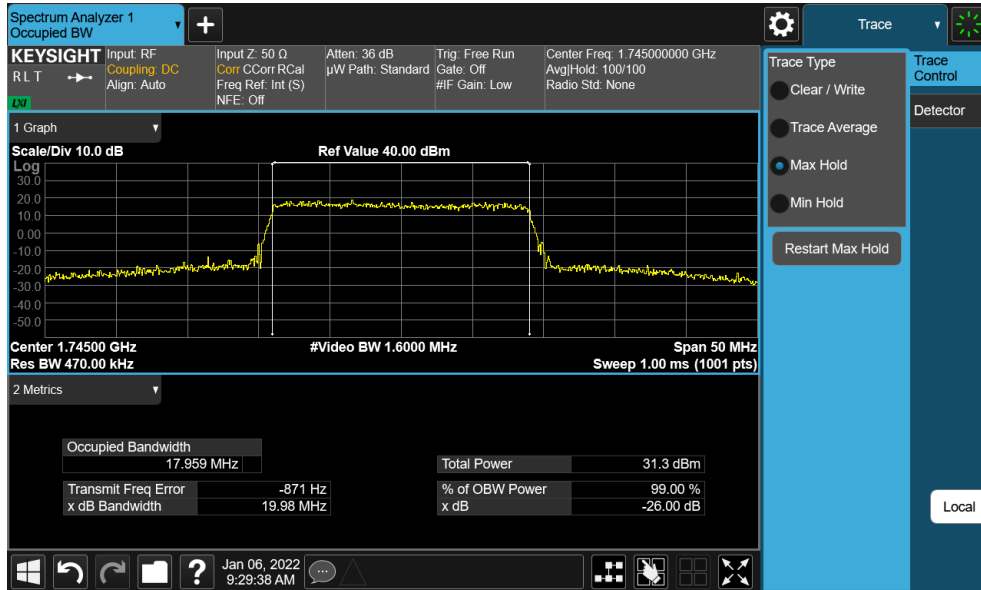 Spectrum Analyzer 1
Occupied BW
+
Trace
KEYSIGHT
R L T
LXI
Input: RF
Coupling: DC
Align: Auto
Input Z: 50 Ω
Corr CCorr RCal
Freq Ref: Int (S)
NFE: Off
Atten: 36 dB
µW Path: Standard
Trig: Free Run
Gate: Off
#IF Gain: Low
Center Freq: 1.745000000 GHz
Avg|Hold: 100/100
Radio Std: None
Trace Type
Clear / Write
Trace Average
Max Hold
Min Hold
Restart Max Hold
Trace
Control
Detector
Local
1 Graph
Scale/Div 10.0 dB
Ref Value 40.00 dBm
Log
30.0
20.0
10.0
0.00
-10.0
-20.0
-30.0
-40.0
-50.0
Center 1.74500 GHz
#Video BW 1.6000 MHz
Span 50 MHz
Res BW 470.00 kHz
Sweep 1.00 ms (1001 pts)
2 Metrics
Occupied Bandwidth
17.959 MHz
Total Power 31.3 dBm
Transmit Freq Error -871 Hz
% of OBW Power 99.00 %
x dB Bandwidth 19.98 MHz
x dB -26.00 dB
?
Jan 06, 2022
9:29:38 AM